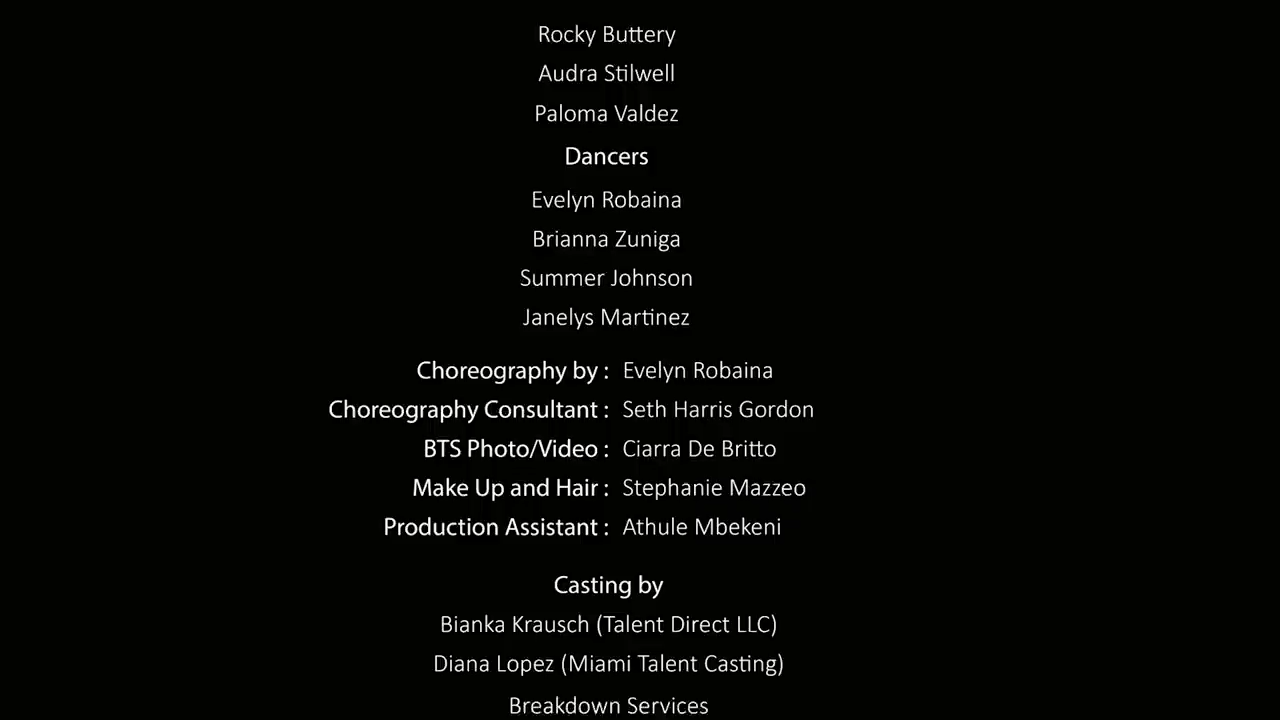 Rocky Buttery
Audra Stilwell
Paloma Valdez
Dancers
Evelyn Robaina
Brianna Zuniga
Summer Johnson
Janelys Martinez
Choreography by : Evelyn Robaina
Choreography Consultant : Seth Harris Gordon
BTS Photo/Video : Ciarra De Britto
Make Up and Hair : Stephanie Mazzeo
Production Assistant : Athule Mbekeni
Casting by
Bianka Krausch (Talent Direct LLC)
Diana Lopez (Miami Talent Casting)
Breakdown Services